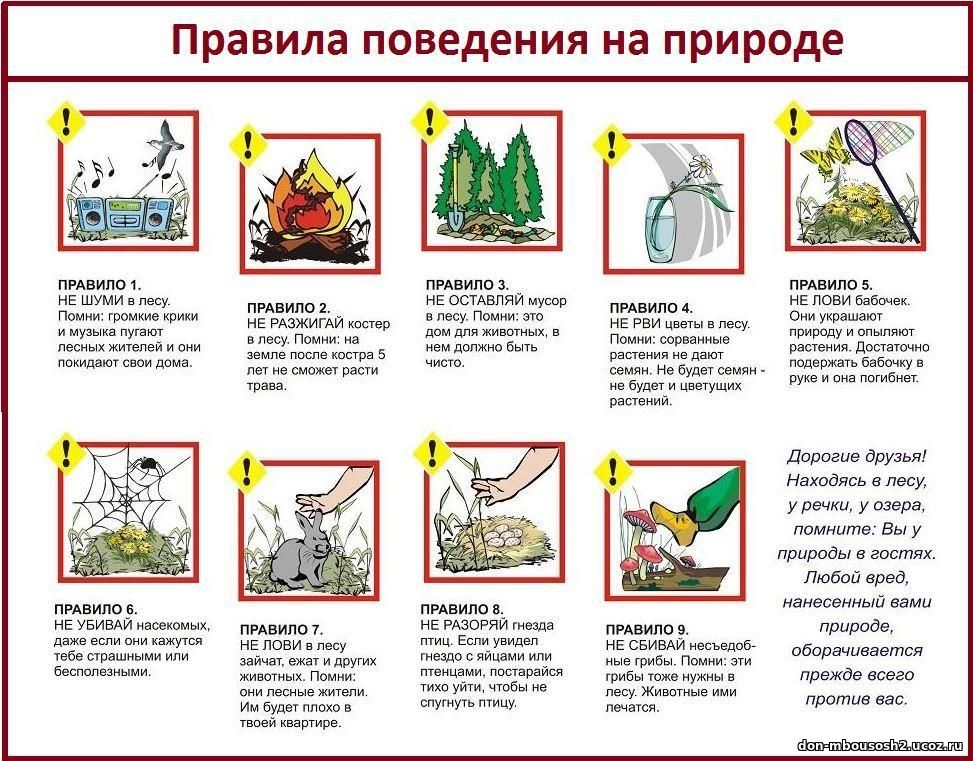 Правила поведения на природе
ПРАВИЛО 1.
НЕ ШУМИ в лесу.
Помни: громкие крики
и музыка пугают
лесных жителей и они
покидают свои дома.
ПРАВИЛО 2.
НЕ РАЗЖИГАЙ костер
в лесу. Помни: на
земле после костра 5
лет не сможет расти
трава.
ПРАВИЛО 3.
НЕ ОСТАВЛЯЙ мусор
в лесу. Помни: это
дом для животных, в
нем должно быть
чисто.
ПРАВИЛО 4.
НЕ РВИ цветы в лесу.
Помни: сорванные
растения не дают
семян. Не будет семян -
не будет и цветущих
растений.
ПРАВИЛО 5.
НЕ ЛОВИ бабочек.
Они украшают
природу и опыляют
растения. Достаточно
подержать бабочку в
руке и она погибнет.
ПРАВИЛО 6.
НЕ УБИВАЙ насекомых,
даже если они кажутся
тебе страшными или
бесполезными.
ПРАВИЛО 7.
НЕ ЛОВИ в лесу
зайчат, ежат и других
животных. Помни:
они лесные жители.
Им будет плохо в
твоей квартире.
ПРАВИЛО 8.
НЕ РАЗОРЯЙ гнезда
птиц. Если увидел
гнездо с яйцами или
птенцами, постарайся
тихо уйти, чтобы не
спугнуть птицу.
ПРАВИЛО 9.
НЕ СБИВАЙ несъедоб-
ные грибы. Помни: эти
грибы тоже нужны в
лесу. Животные ими
лечатся.
Дорогие друзья!
Находясь в лесу,
у речки, у озера,
помните: Вы у
природы в гостях.
Любой вред,
нанесенный вами
природе,
оборачивается
прежде всего
против вас.
don-mbousosh2.ucoz.ru